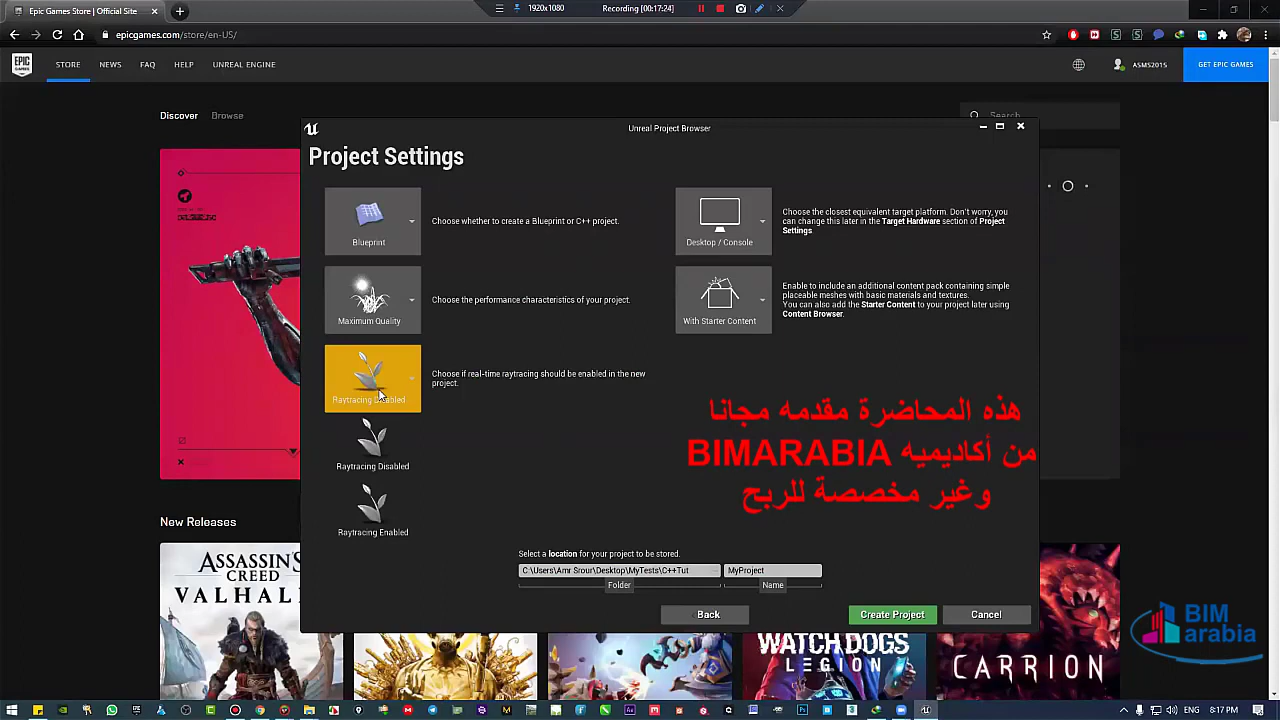 Epic Games Store | Official Site
1920x1080
Recording [00:17:24]
epicgames.com/store/en-US/
EPIC GAMES
STORE
NEWS
FAQ
HELP
UNREAL ENGINE
ASMS2015
GET EPIC GAMES
Discover
Browse
Search
Unreal Project Browser
Project Settings
Blueprint
Choose whether to create a Blueprint or C++ project.
Desktop / Console
Choose the closest equivalent target platform. Don't worry, you
can change this later in the Target Hardware section of Project
Settings.
Maximum Quality
Choose the performance characteristics of your project.
With Starter Content
Enable to include an additional content pack containing simple
placeable meshes with basic materials and textures.
You can also add the Starter Content to your project later using
Content Browser.
Raytracing Disabled
Choose if real-time raytracing should be enabled in the new
project.
Raytracing Disabled
Raytracing Enabled
هذه المحاضرة مقدمه مجانا
من أكاديميه BIMARABIA
وغير مخصصة للربح
Select a location for your project to be stored.
C:\Users\Amr Srour\Desktop\MyTests\C++Tut
MyProject
Folder
Name
Back
Create Project
Cancel
New Releases
ASSASSIN'S
CREED
VALHALLA
WATCH DOGS
LEGION
CARRION
BIM
arabia
ENG
8:17 PM